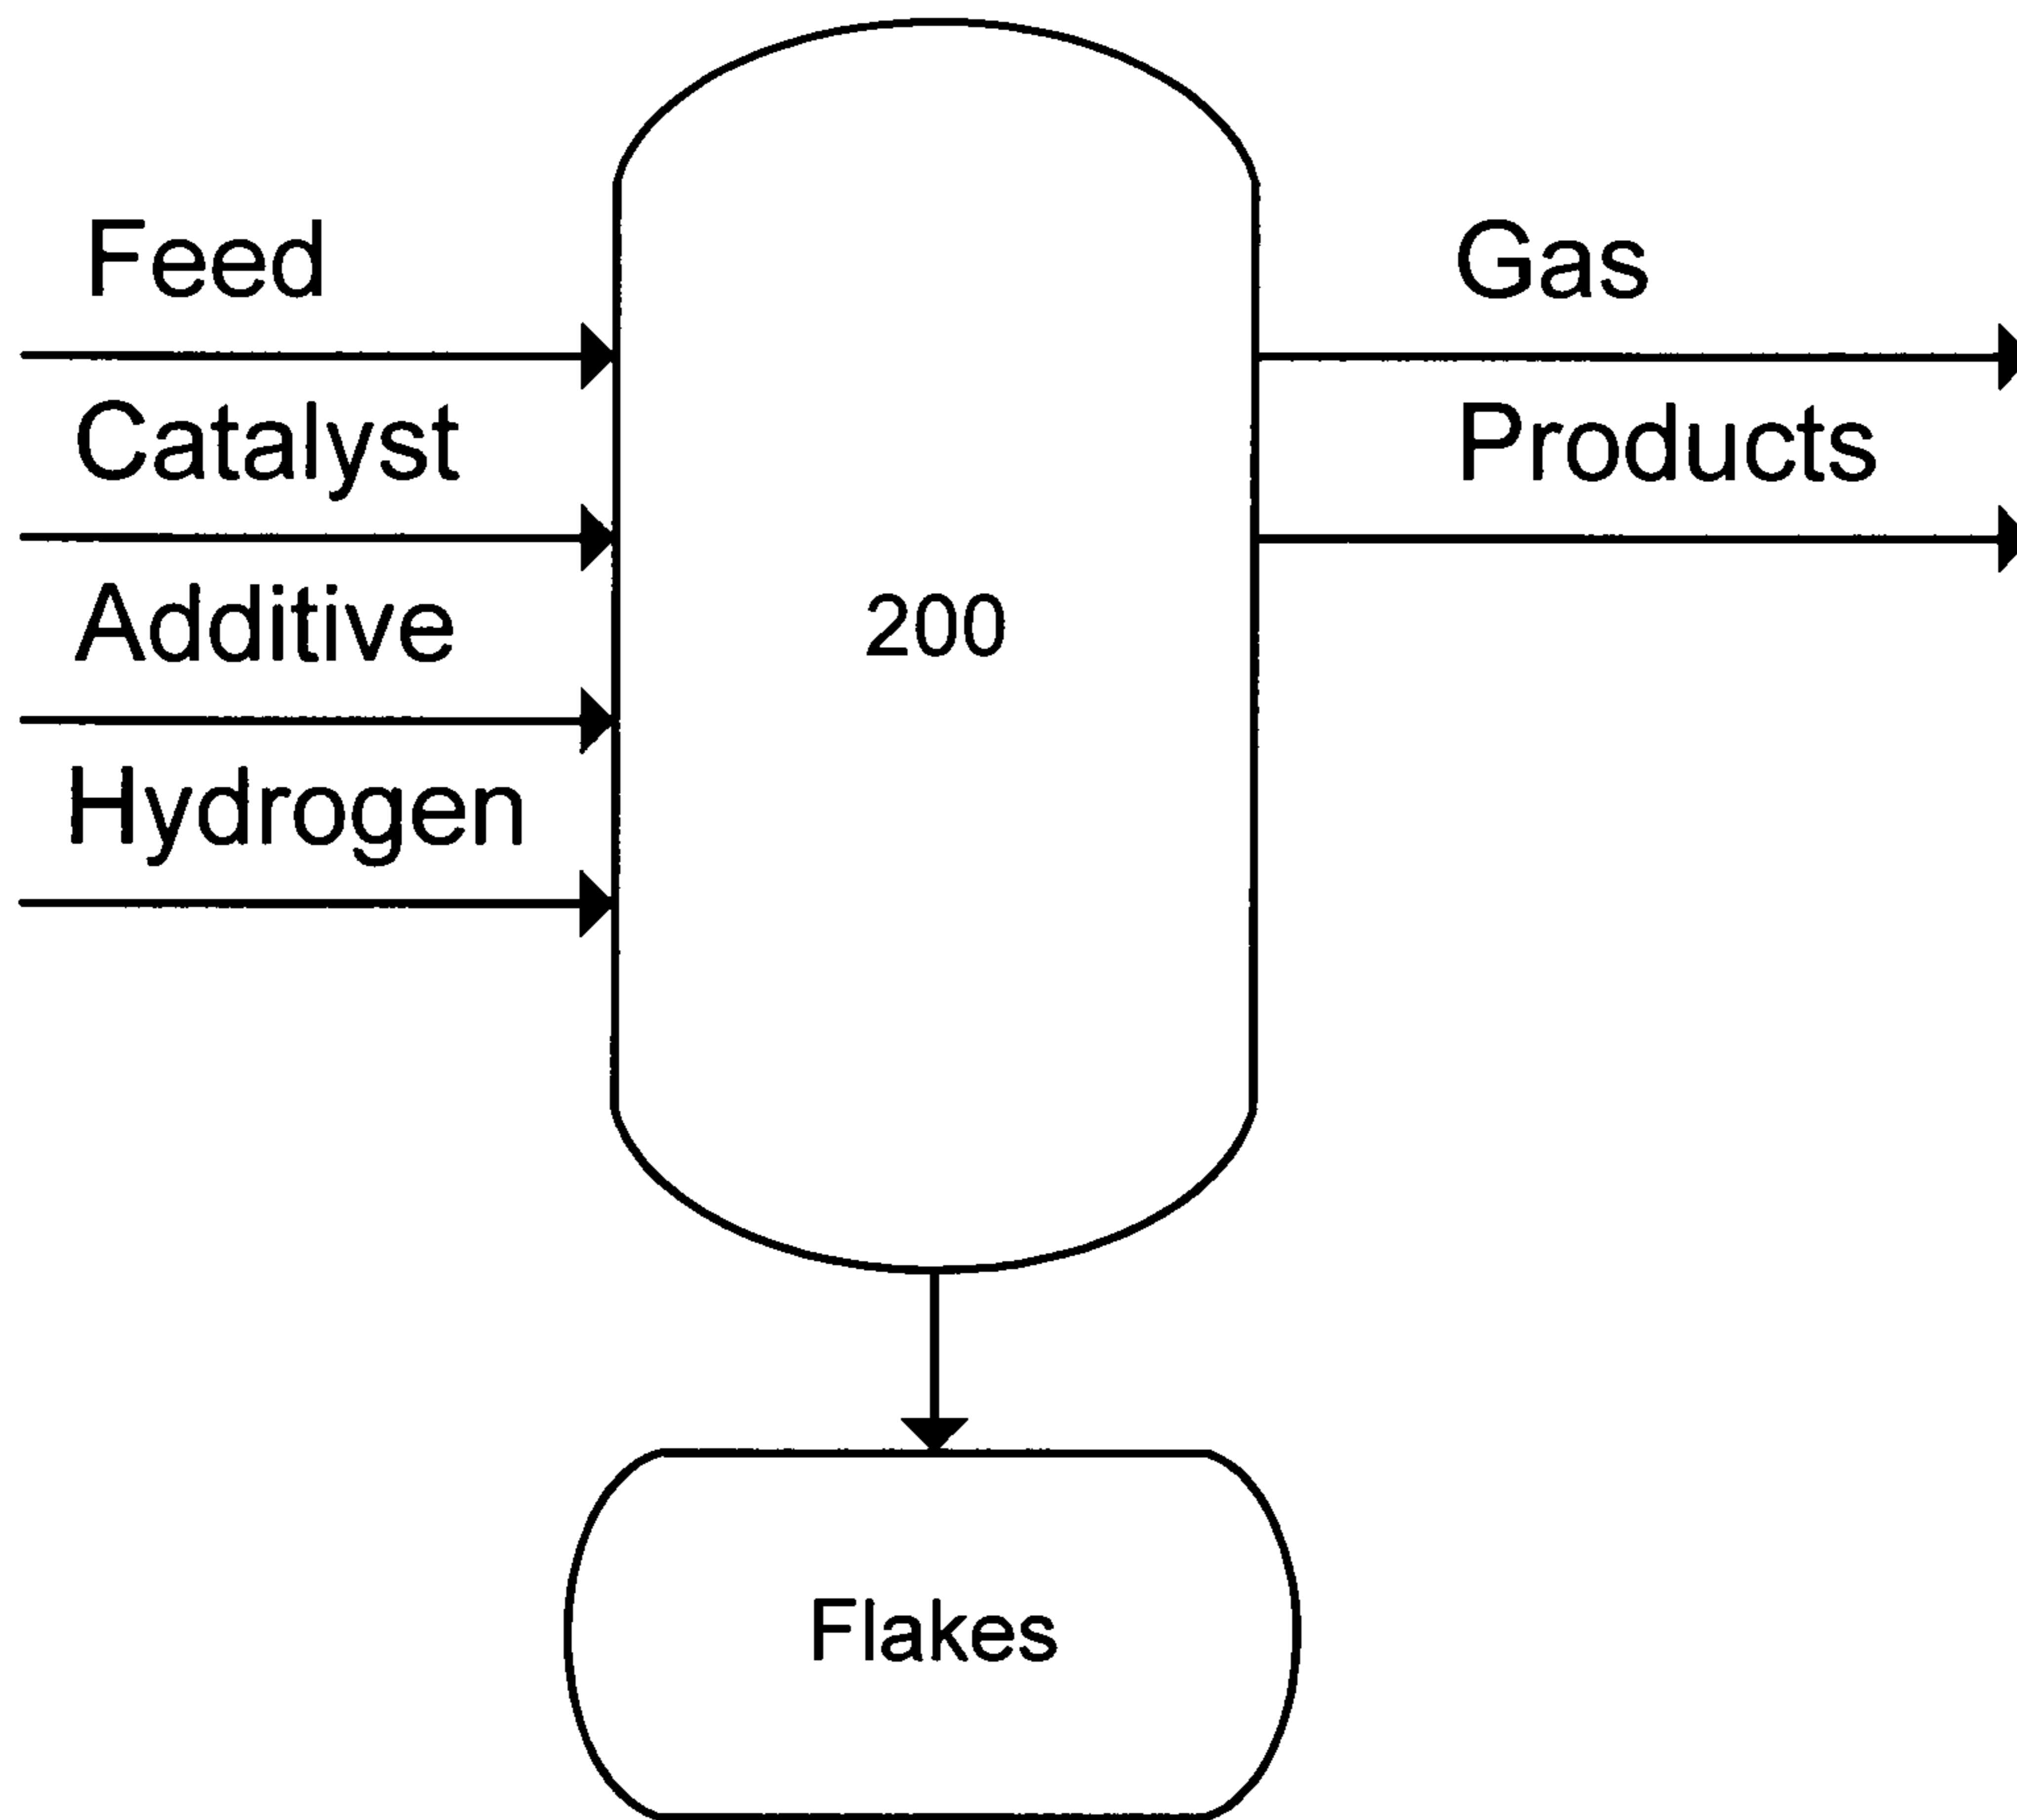 Feed
Gas
Catalyst
Products
Additive
200
Hydrogen
Flakes